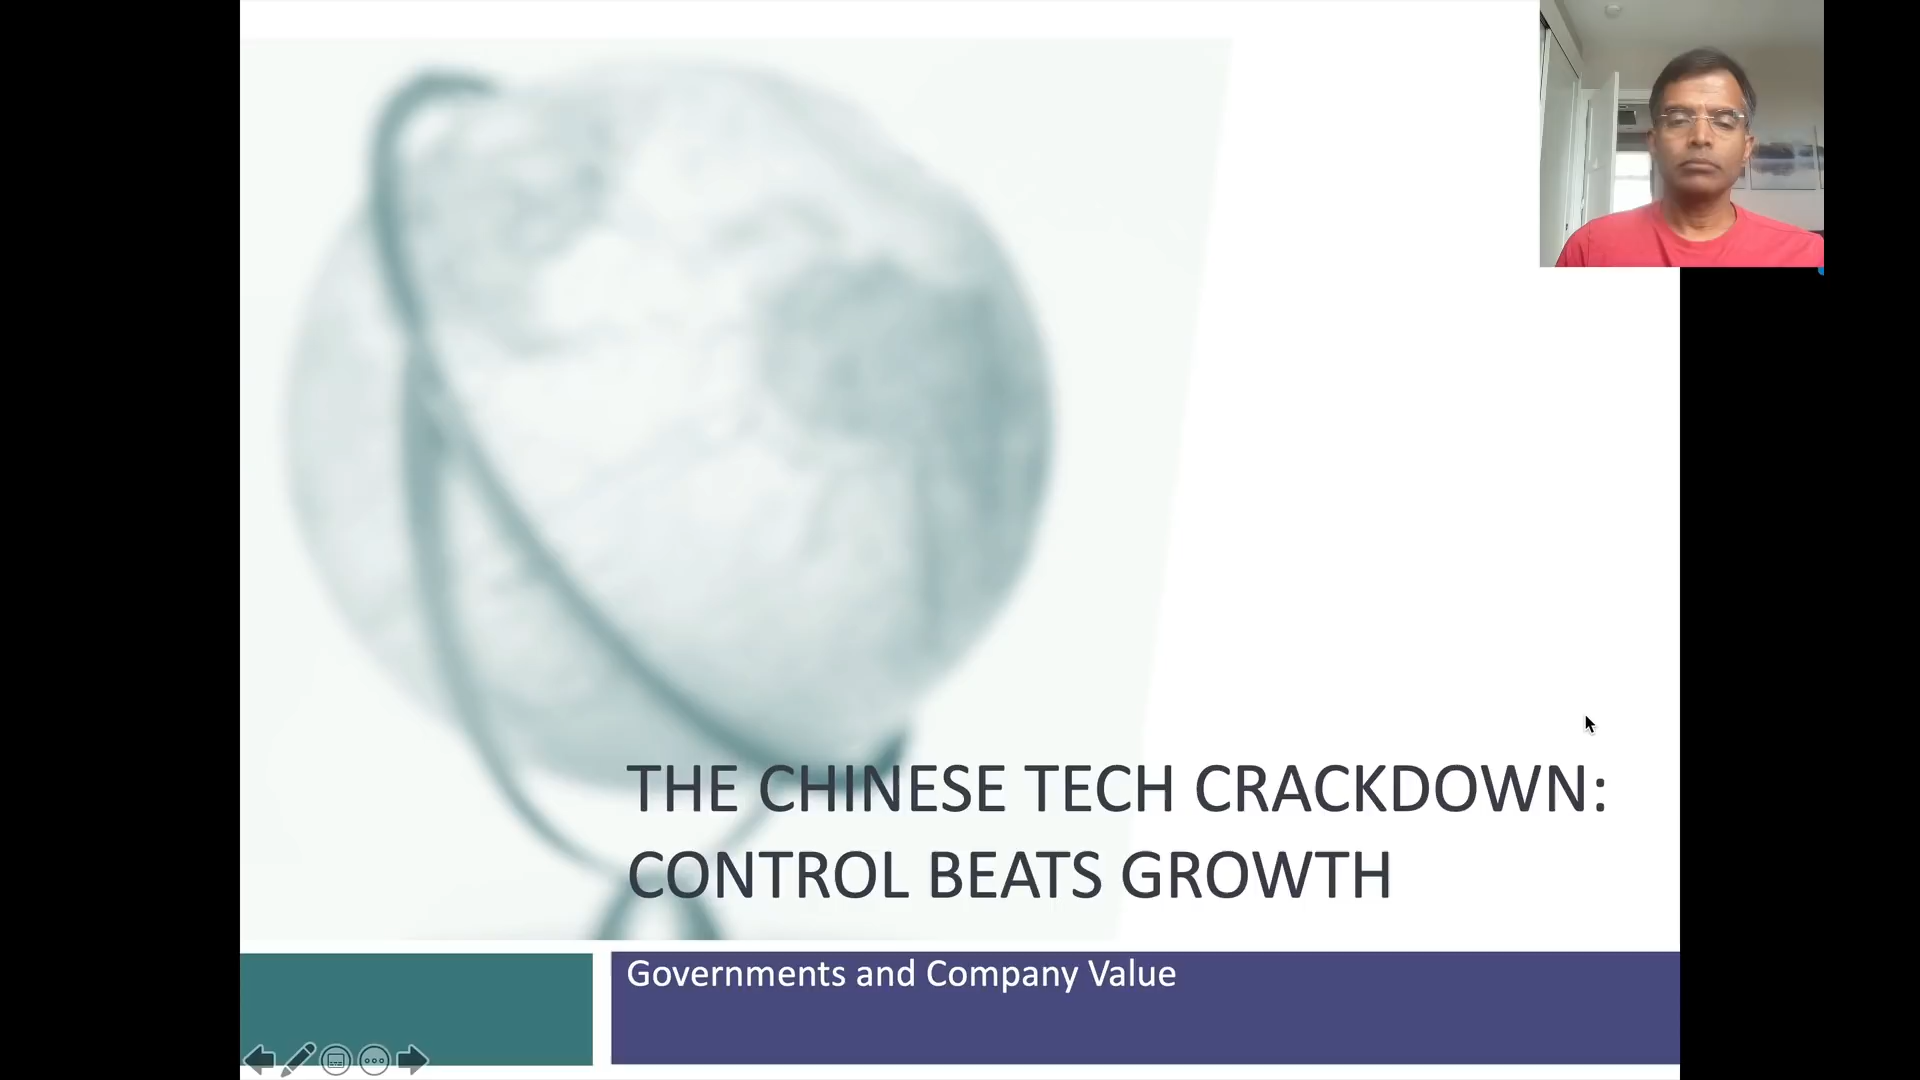 THE CHINESE TECH CRACKDOWN:
CONTROL BEATS GROWTH
Governments and Company Value